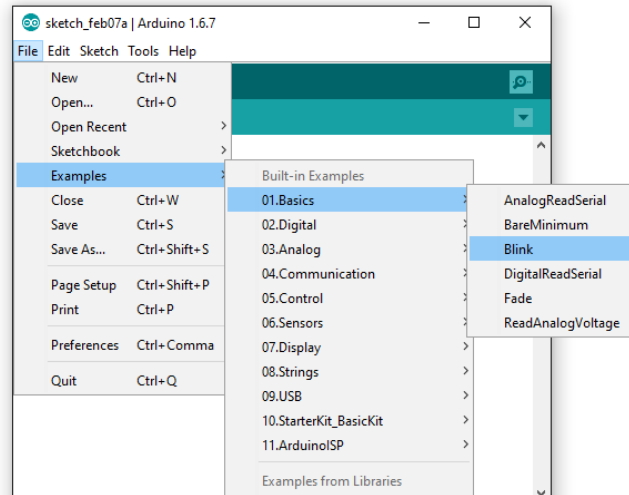 sketch_feb07a | Arduino 1.6.7
File Edit Sketch Tools Help
New Ctrl+N
Open... Ctrl+O
Open Recent
Sketchbook
Examples
Close Ctrl+W
Save Ctrl+S
Save As... Ctrl+Shift+S
Page Setup Ctrl+Shift+P
Print Ctrl+P
Preferences Ctrl+Comma
Quit Ctrl+Q
Built-in Examples
01.Basics
02.Digital
03.Analog
04.Communication
05.Control
06.Sensors
07.Display
08.Strings
09.USB
10.StarterKit_BasicKit
11.ArduinoISP
Examples from Libraries
AnalogReadSerial
BareMinimum
Blink
DigitalReadSerial
Fade
ReadAnalogVoltage